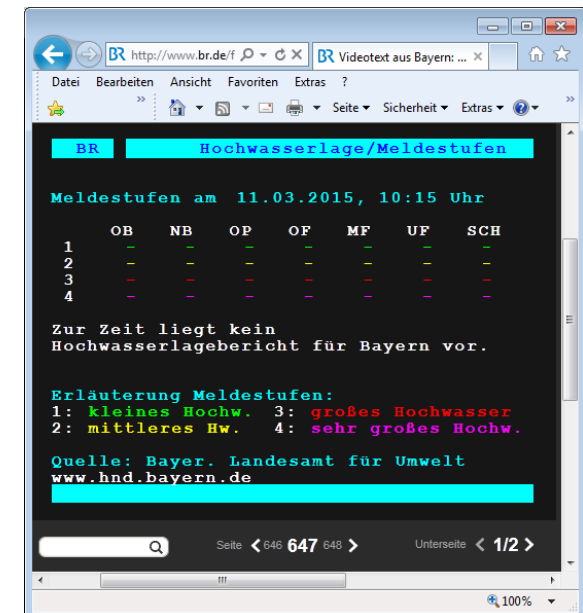 http://www.br.de/f
BR Videotext aus Bayern: ...
Datei Bearbeiten Ansicht Favoriten Extras ?
Seite Sicherheit Extras
BR Hochwasserlage/Meldestufen
Meldestufen am 11.03.2015, 10:15 Uhr
OB NB OP OF MF UF SCH
1 - - - - - - -
2 - - - - - - -
3 - - - - - - -
4 - - - - - - -
Zur Zeit liegt kein
Hochwasserlagebericht für Bayern vor.
Erläuterung Meldestufen:
1: kleines Hochw. 3: großes Hochwasser
2: mittleres Hw. 4: sehr großes Hochw.
Quelle: Bayer. Landesamt für Umwelt
www.hnd.bayern.de
Seite 646 647 648 Unterseite 1/2
100%